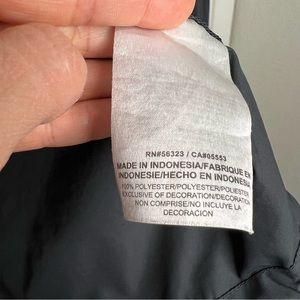 RN#56323 / CA#05553
MADE IN INDONESIA/FABRIQUE EN
INDONESIE/HECHO EN INDONESIA
100% POLYESTER/POLYESTER/POLIESTER
EXCLUSIVE OF DECORATION/DECORATION
NON COMPRISE/NO INCLUYE LA
DECORACION